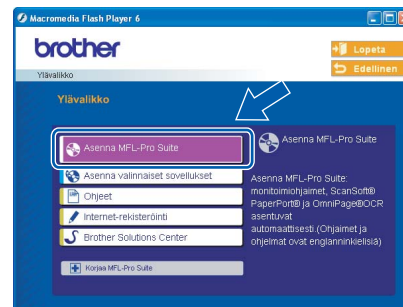 Macromedia Flash Player 6
brother
Lopeta
Ylävalikko
Edellinen
Ylävalikko
Asenna MFL-Pro Suite
Asenna valinnaiset sovellukset
Ohjeet
Internet-rekisteröinti
Brother Solutions Center
Korjaa MFL-Pro Suite
Asenna MFL-Pro Suite
Asenna MFL-Pro Suite:
monitoimiohjaimet, ScanSoft®
PaperPort® ja OmniPage®OCR
asentuvat
automaattisesti.(Ohjaimet ja
ohjelmat ovat englanninkielisiä)